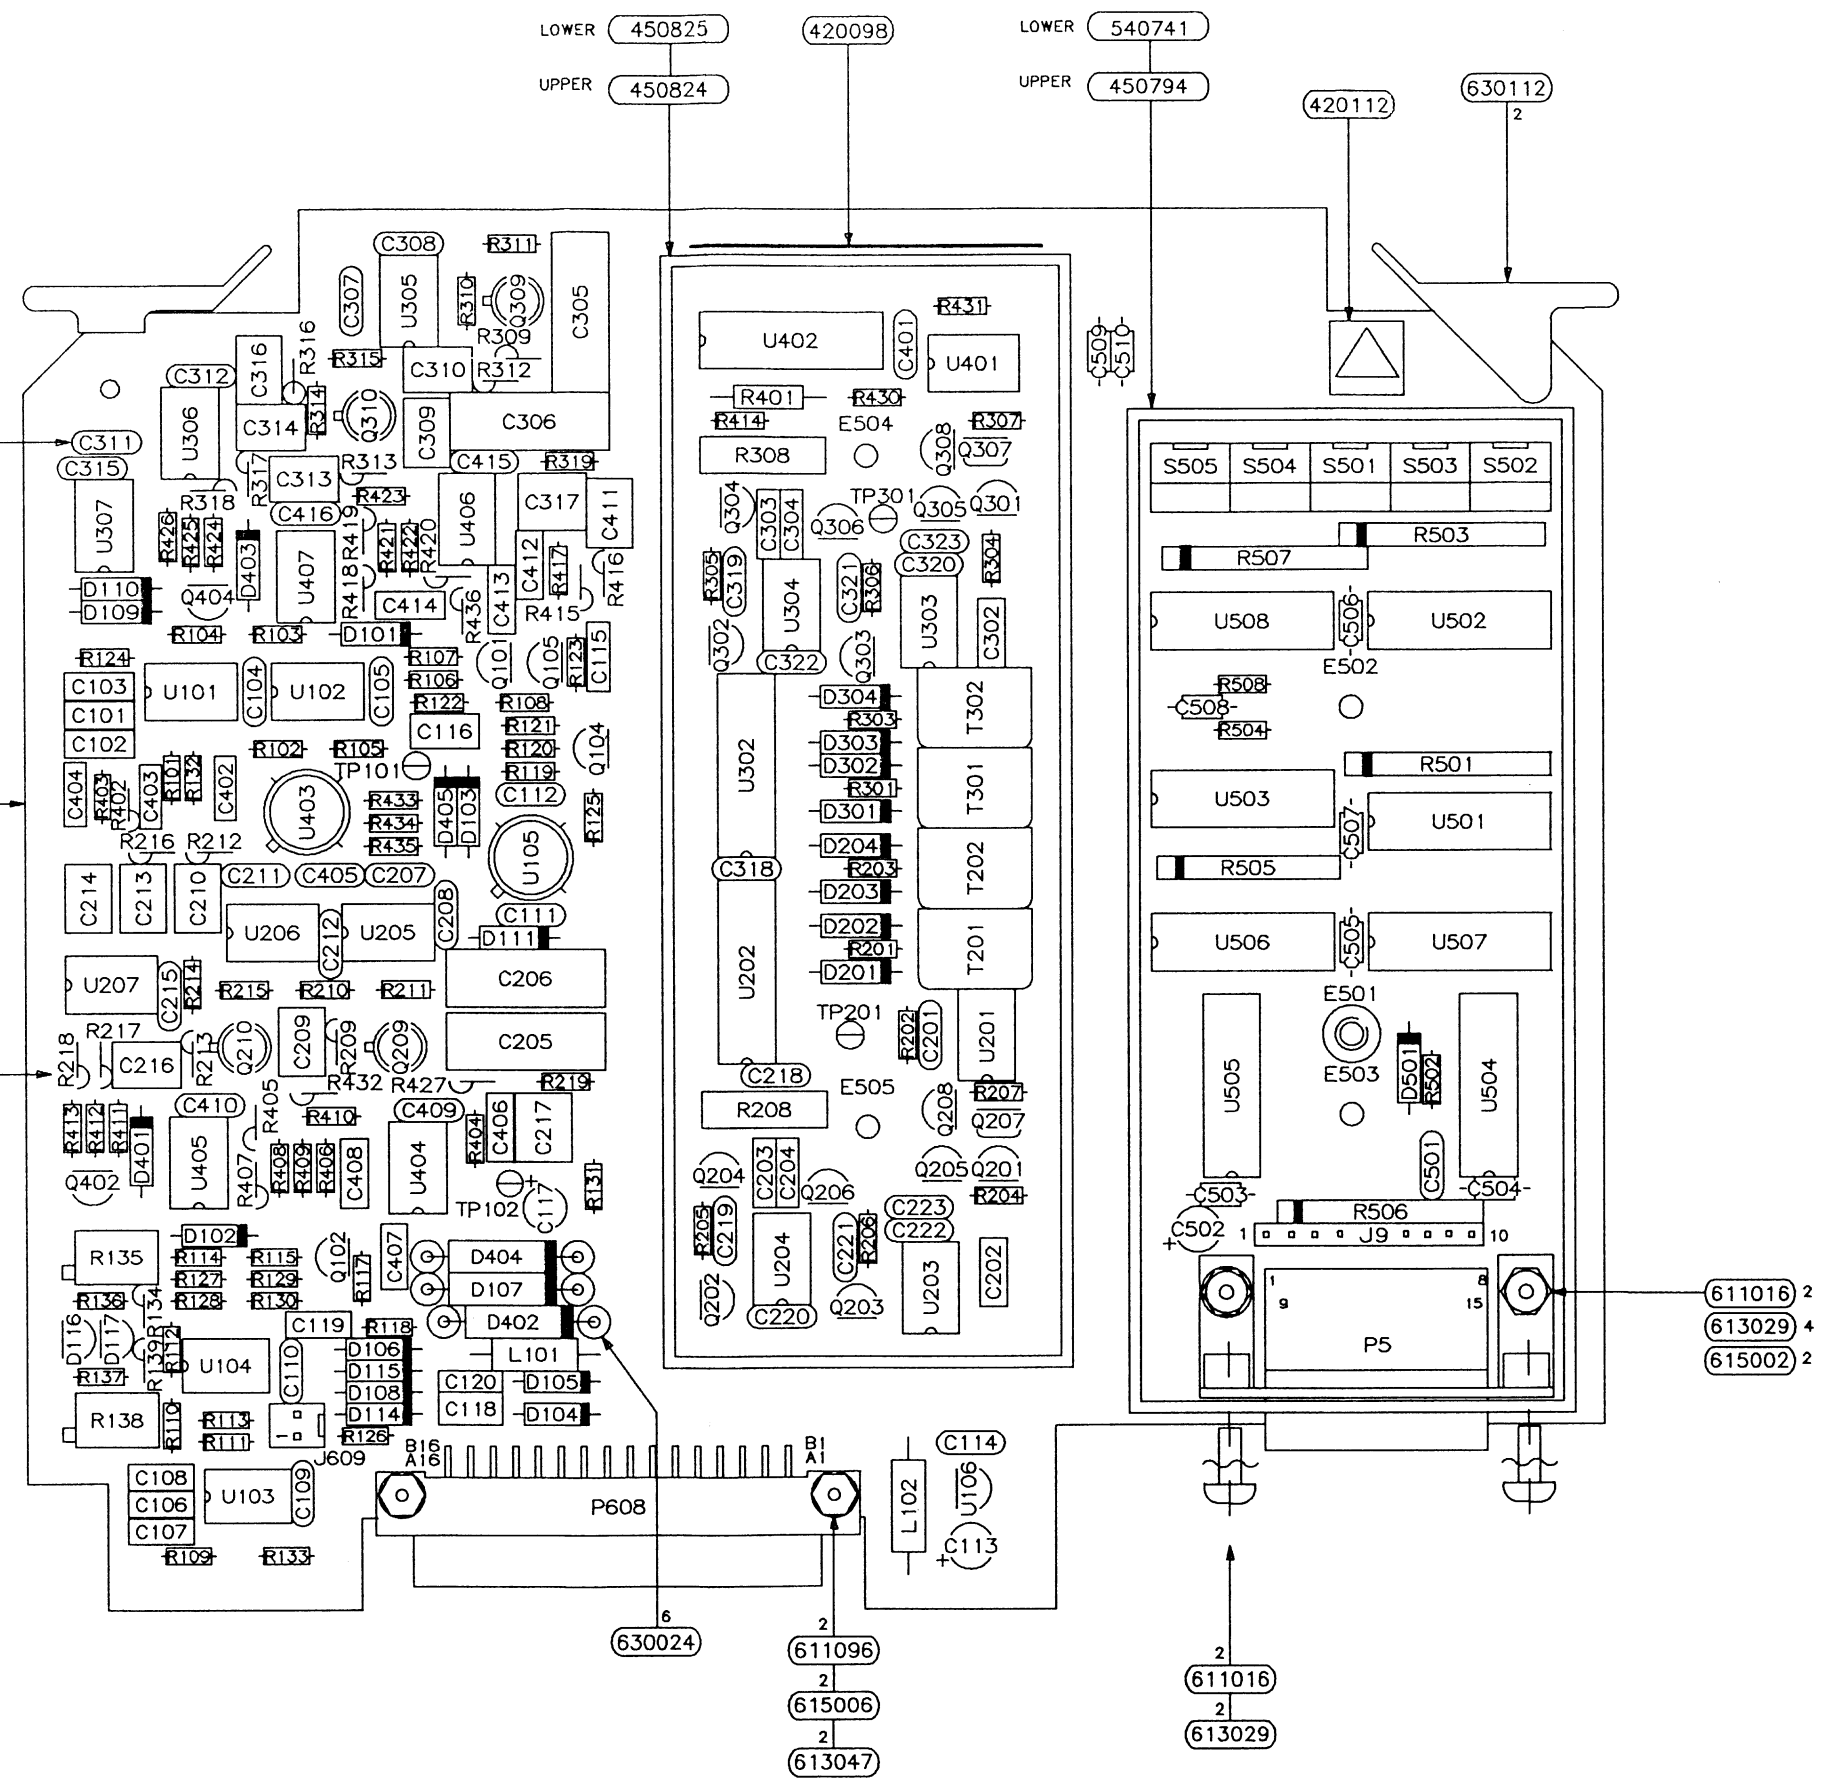 LOWER 450825
420098
LOWER 540741
UPPER 450824
UPPER 450794
420112
630112
2
C308
R311
C307
U305
R310
Q309
C305
R316
R309
R315
C316
C310
R312
C312
R314
Q310
C309
C306
U306
C314
C311
C315
R317
C313
R313
C415
R319
R318
R423
U307
C416
U406
C317
C411
R426
R425
R424
D403
U407
R419
R421
R422
R420
C412
R417
R416
D110
D109
Q404
R418
C414
R436
C413
R415
R104
R103
D101
R124
R107
Q101
Q105
R123
C115
C103
U101
C104
U102
C105
R106
C101
R122
R108
C102
C116
R121
R102
R105
R120
Q104
TP101
R119
C404
R403
R402
C403
R101
R132
C402
U403
R433
D405
D103
C112
R434
R125
R435
U105
R216
R212
C214
C213
C210
C211
C405
C207
C208
C111
U206
C212
U205
D111
C206
U207
C215
R214
R215
R210
R211
C205
R218
R217
C216
R213
Q210
C209
R209
Q209
R432
R427
R219
R405
C410
R410
C409
R404
C406
C217
R413
R412
R411
D401
U405
R407
R408
R409
R406
C408
U404
Q402
R131
TP102
+
C117
R135
D102
R114
R115
Q102
R117
C407
D404
R127
R129
D107
R136
R128
R130
R134
D402
C119
R118
D116
D117
R139
R112
U104
C110
D106
L101
R137
D115
C120
D105
D108
C118
D104
D114
R138
R110
R113
R111
1
J609
R126
B16
A16
B1
A1
C108
C106
C107
U103
C109
R109
R133
P608
C114
L102
U106
+
C113
R431
U402
C401
U401
R401
R430
R414
E504
R307
R308
Q308
Q307
Q304
C303
C304
Q306
TP301
Q305
Q301
C323
R304
R305
C319
U304
C321
R306
C320
U303
C302
Q302
C322
Q303
D304
T302
R303
D303
U302
D302
T301
R301
D301
D204
C318
R203
T202
D203
D202
R201
T201
U202
D201
TP201
R202
C201
U201
C218
E505
R207
R208
Q208
Q207
Q204
C203
C204
Q206
Q205
Q201
R204
R205
C219
U204
C221
R206
C223
C222
U203
C202
Q202
C220
Q203
C509
C510
S505
S504
S501
S503
S502
R503
R507
U508
C506
U502
E502
R508
C508
R504
R501
U503
C507
U501
R505
U506
C505
U507
E501
U505
E503
D501
R502
U504
C501
C503
C504
R506
C502
+
1
J9
10
1
8
9
15
P5
611016 2
613029 4
615002 2
6
630024
2
611096
2
615006
2
613047
2
611016
2
613029